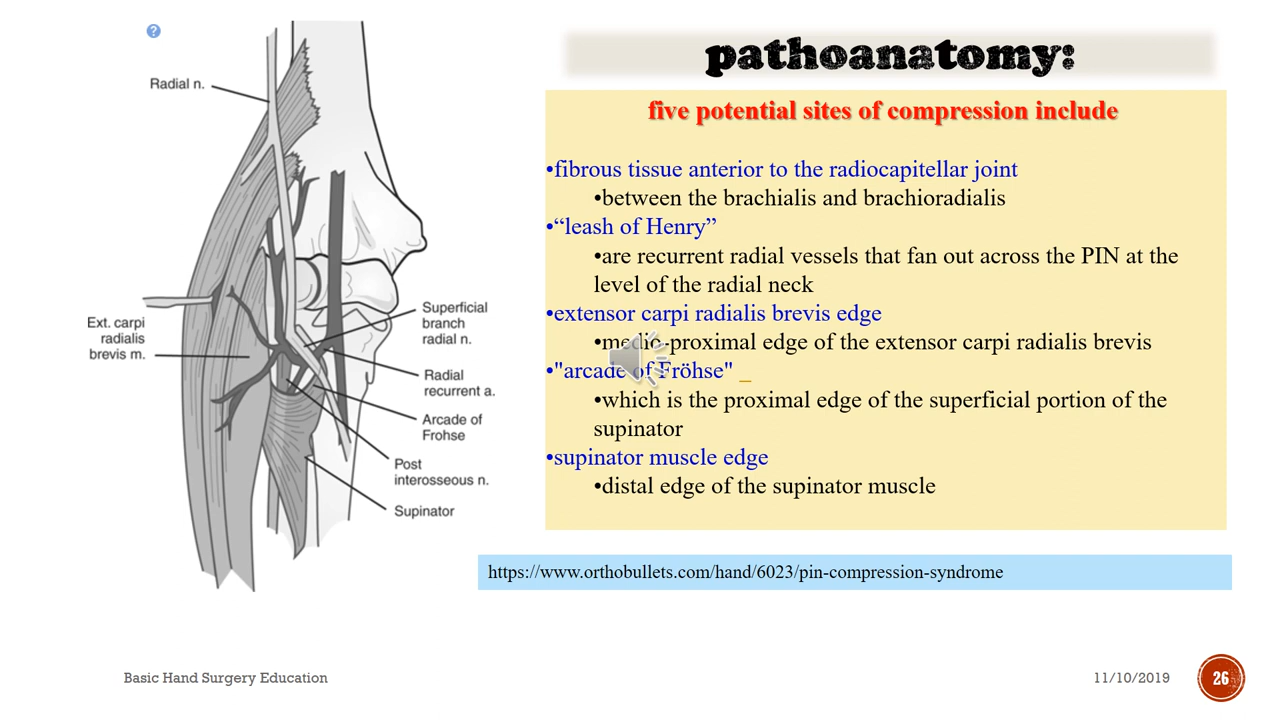 ?
pathoanatomy:
five potential sites of compression include
•fibrous tissue anterior to the radiocapitellar joint
•between the brachialis and brachioradialis
•“leash of Henry”
•are recurrent radial vessels that fan out across the PIN at the
level of the radial neck
•extensor carpi radialis brevis edge
•medio-proximal edge of the extensor carpi radialis brevis
•"arcade of Fröhse" _
•which is the proximal edge of the superficial portion of the
supinator
•supinator muscle edge
•distal edge of the supinator muscle
Radial n.
Ext. carpi
radialis
brevis m.
Superficial
branch
radial n.
Radial
recurrent a.
Arcade of
Frohse
Post
interosseous n.
Supinator
https://www.orthobullets.com/hand/6023/pin-compression-syndrome
Basic Hand Surgery Education
11/10/2019
26